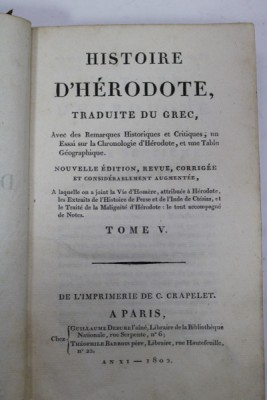 HISTOIRE
D'HÉRODOTE,
TRADUITE DU GREC,
Avec des Remarques Historiques et Critiques, un
Essai sur la Chronologie d'Hérodote, et une Table
Géographique.
NOUVELLE ÉDITION, REVUE, CORRIGÉE
ET CONSIDÉRABLEMENT AUGMENTÉE,
A laquelle on a joint la Vie d'Homère, attribuée à Hérodote,
les Extraits de l'Histoire de Perse et de l'Inde de Ctésias, et
le Traité de la Malignité d'Hérodote: le tout accompagné
de Notes.
TOME V.
DE L'IMPRIMERIE DE C. CRAPELET.
A PARIS,
Chez
GUILLAUME DEBURE l'aîné, Libraire de la Bibliothèque
Nationale, rue Serpente, n° 6;
THÉOPHILE BARROIS père, Libraire, rue Hautefeuille,
n° 22.
AN XI — 1802.